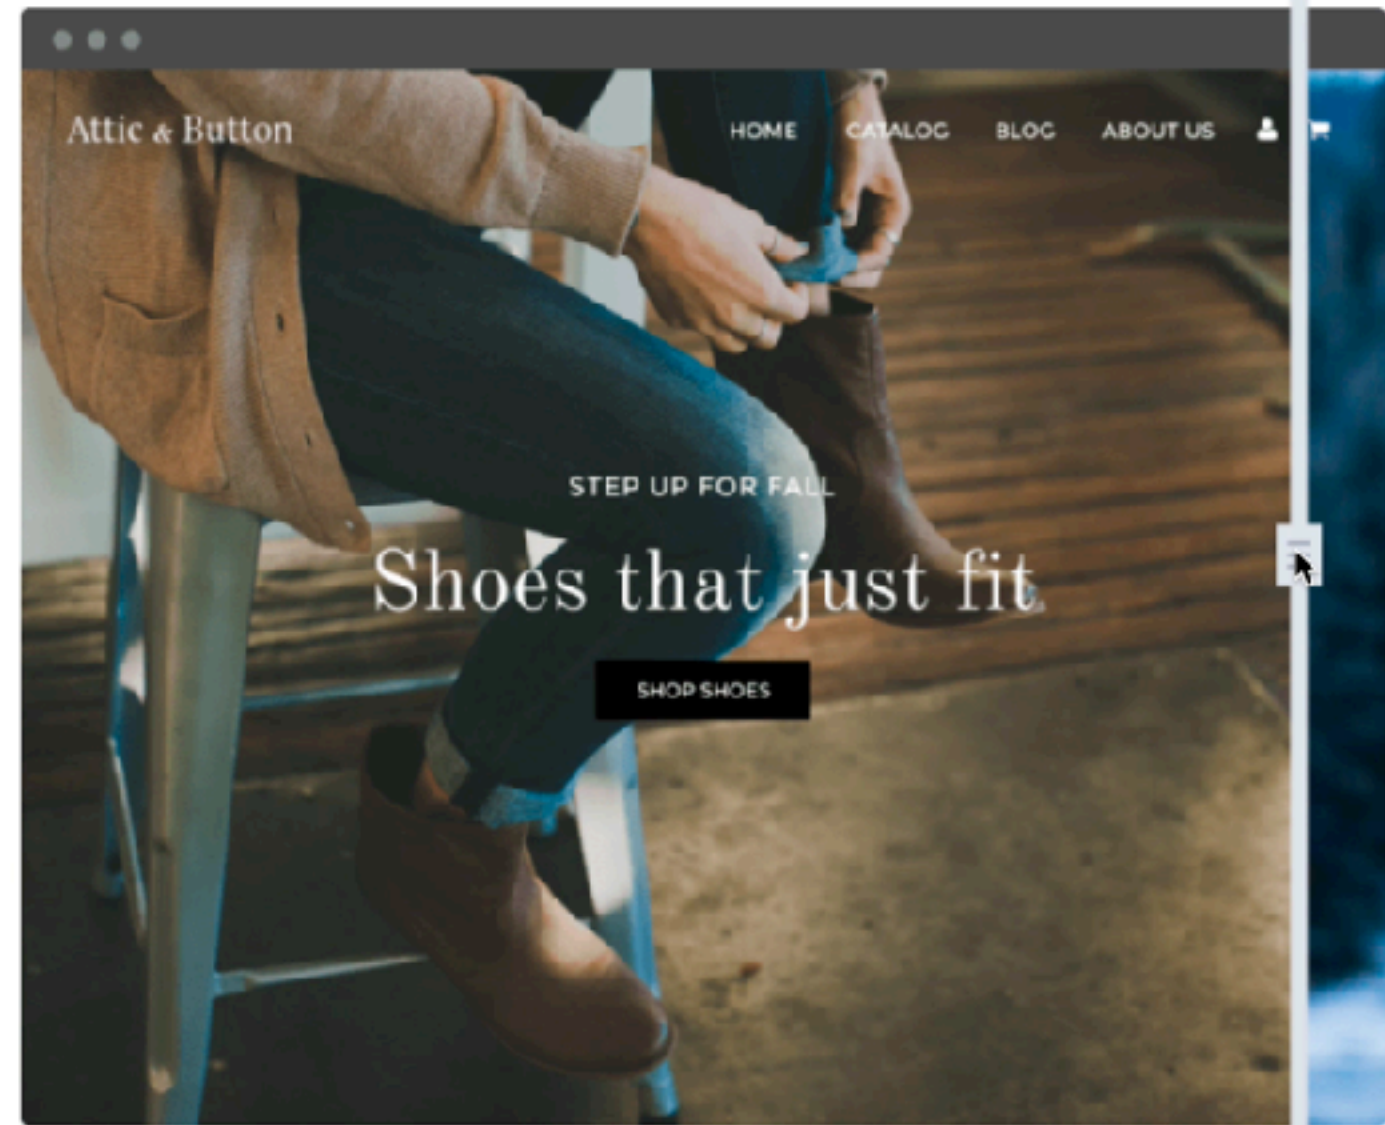 Attic & Button
HOME CATALOG BLOG ABOUT US
STEP UP FOR FALL
Shoes that just fit
SHOP SHOES